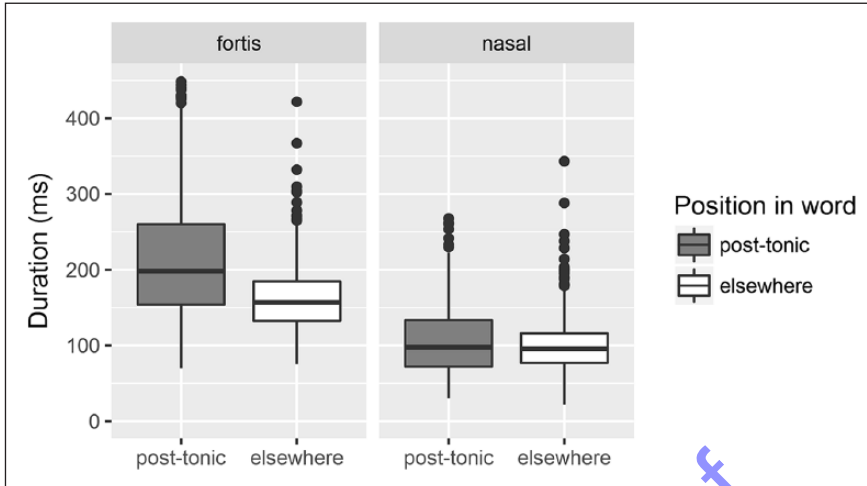 fortis nasal
400
300
200
100
0
Duration (ms)
post-tonic elsewhere post-tonic elsewhere
Position in word
post-tonic
elsewhere
f